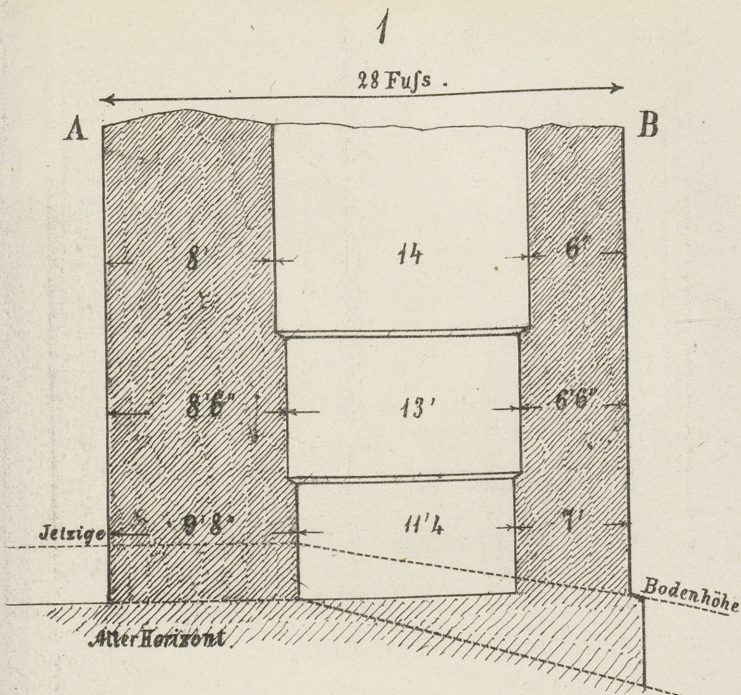 1
28 Fuſs.
A B
8' 14 6'
8'6" 13' 6'6"
9'8" 11'4 7'
Jetzige
Bodenhöhe
Alter Horizont.